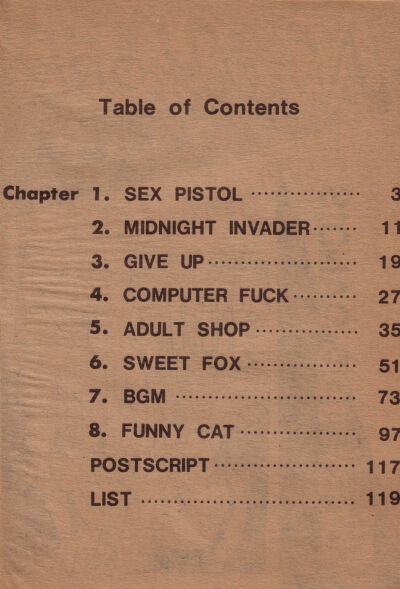 Table of Contents
Chapter 1. SEX PISTOL ················· 3
2. MIDNIGHT INVADER······· 11
3. GIVE UP························ 19
4. COMPUTER FUCK ·········· 27
5. ADULT SHOP ················ 35
6. SWEET FOX ·················· 51
7. BGM ···························· 73
8. FUNNY CAT ··················· 97
POSTSCRIPT ······················ 117
LIST ································· 119